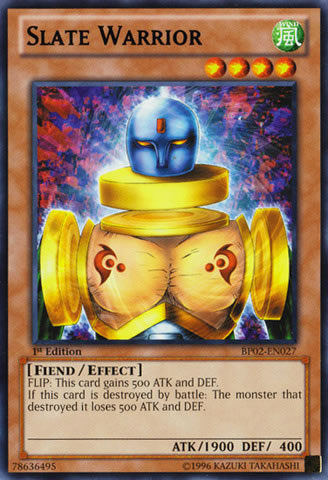 SLATE WARRIOR
WIND
風
1st Edition
BP02-EN027
[FIEND / EFFECT]
FLIP: This card gains 500 ATK and DEF.
If this card is destroyed by battle: The monster that
destroyed it loses 500 ATK and DEF.
ATK/1900 DEF/ 400
78636495
©1996 KAZUKI TAKAHASHI